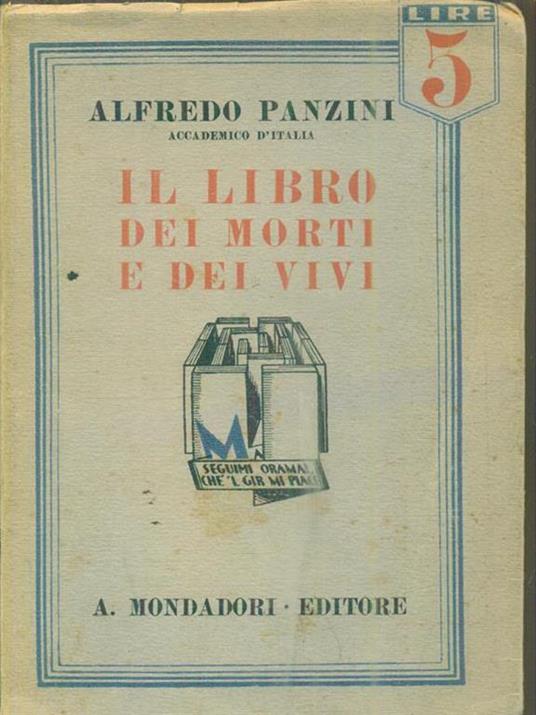 LIRE
5
ALFREDO PANZINI
ACCADEMICO D'ITALIA
IL LIBRO
DEI MORTI
E DEI VIVI
M
SEGUIMI ORAMAI,
CHE 'L GIR MI PIACE
A. MONDADORI · EDITORE